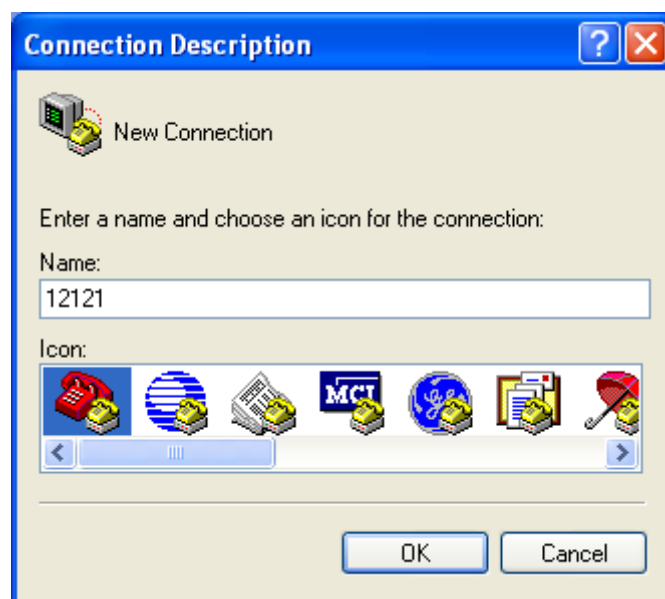 Connection Description
New Connection
Enter a name and choose an icon for the connection:
Name:
12121
Icon:
MCI
OK Cancel